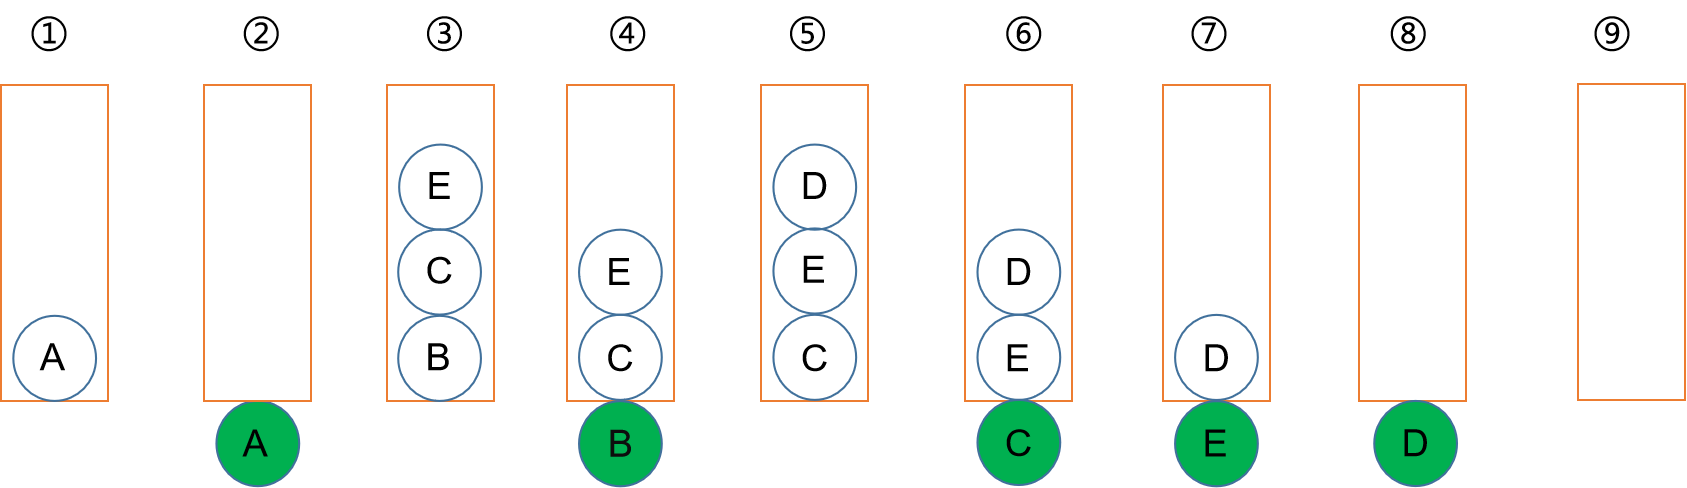 ① ② ③ ④ ⑤ ⑥ ⑦ ⑧ ⑨
E D
C E E D
A B C C E D
A B C E D